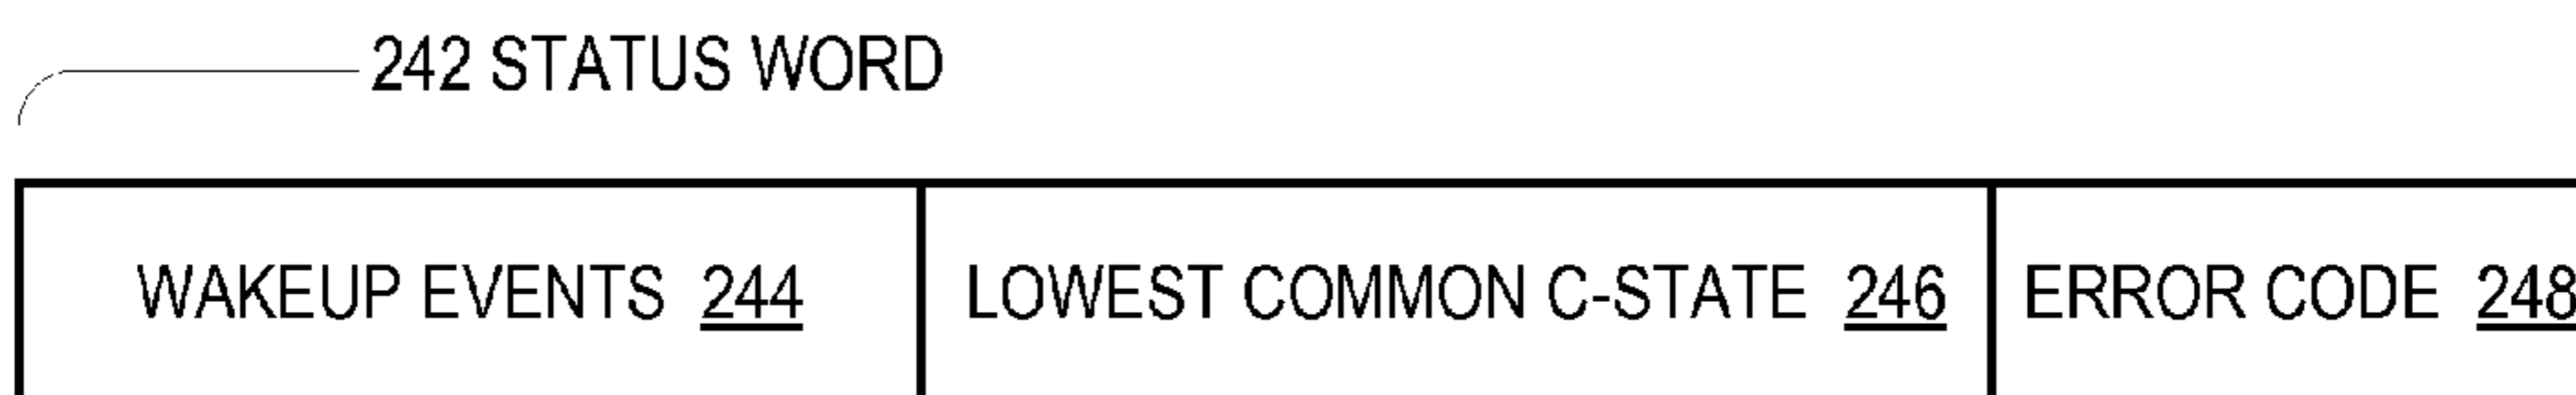 242 STATUS WORD
WAKEUP EVENTS 244 LOWEST COMMON C-STATE 246 ERROR CODE 248